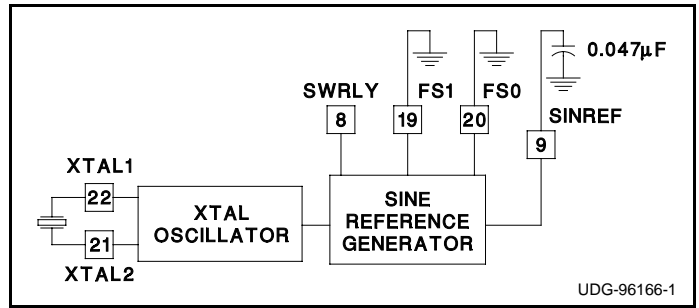 0.047µF
SWRLY FS1 FS0
SINREF
8 19 20
9
XTAL1
22
XTAL
OSCILLATOR
SINE
REFERENCE
GENERATOR
21
XTAL2
UDG-96166-1